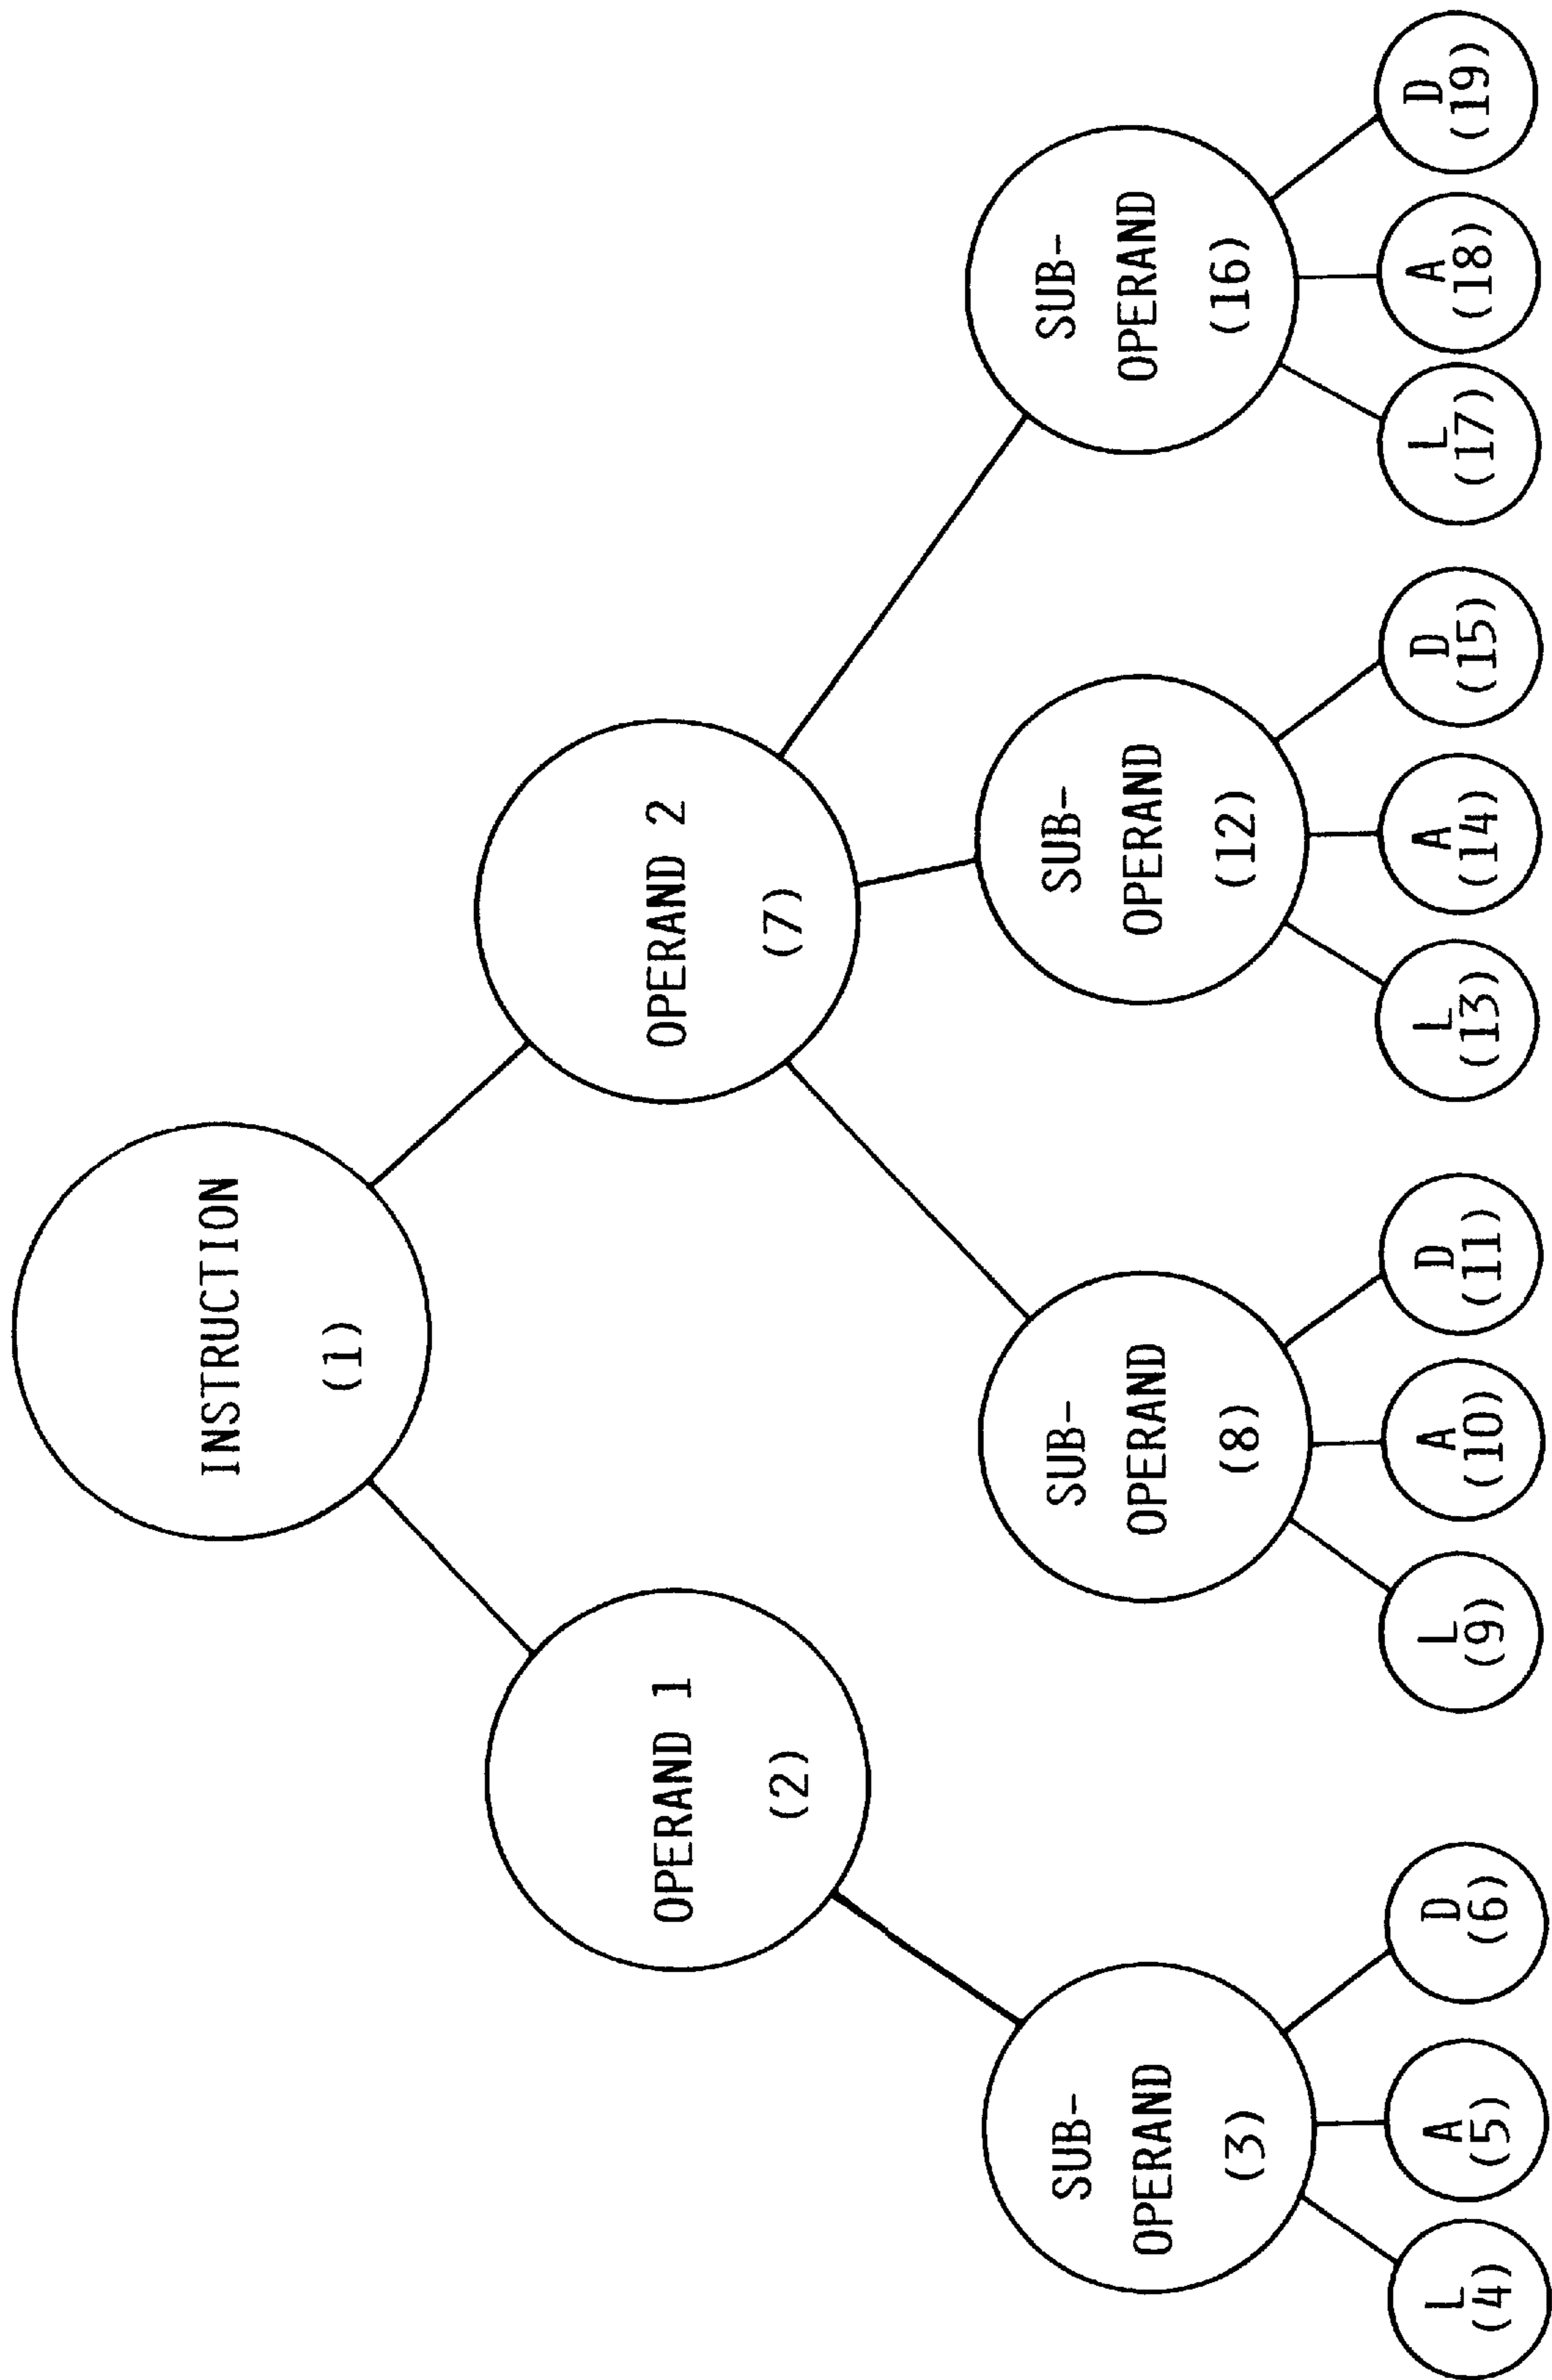 INSTRUCTION
(1)
OPERAND 1
(2)
OPERAND 2
(7)
SUB-
OPERAND
(3)
SUB-
OPERAND
(8)
SUB-
OPERAND
(12)
SUB-
OPERAND
(16)
L
(4)
A
(5)
D
(6)
L
(9)
A
(10)
D
(11)
L
(13)
A
(14)
D
(15)
L
(17)
A
(18)
D
(19)